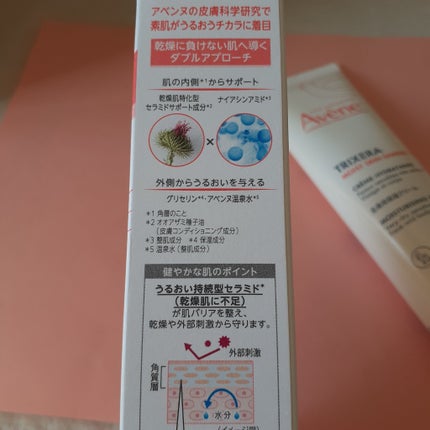 アベンヌの皮膚科学研究で
素肌がうるおうチカラに着目
乾燥に負けない肌へ導く
ダブルアプローチ
肌の内側*1からサポート
乾燥肌特化型
セラミドサポート成分*2
ナイアシンアミド*3
×
外側からうるおいを与える
グリセリン*4・アベンヌ温泉水*5
*1 角層のこと
*2 オオアザミ種子油
(皮膚コンディショニング成分)
*3 整肌成分 *4 保湿成分
*5 温泉水(整肌成分)
健やかな肌のポイント
うるおい持続型セラミド*
(乾燥肌に不足)
が肌バリアを整え、
乾燥や外部刺激から守ります。
外部刺激
角質層
水分
(イメージ図)
Avène
TRIXERA
MOIST SKIN
CRÈME HYDRATANTE